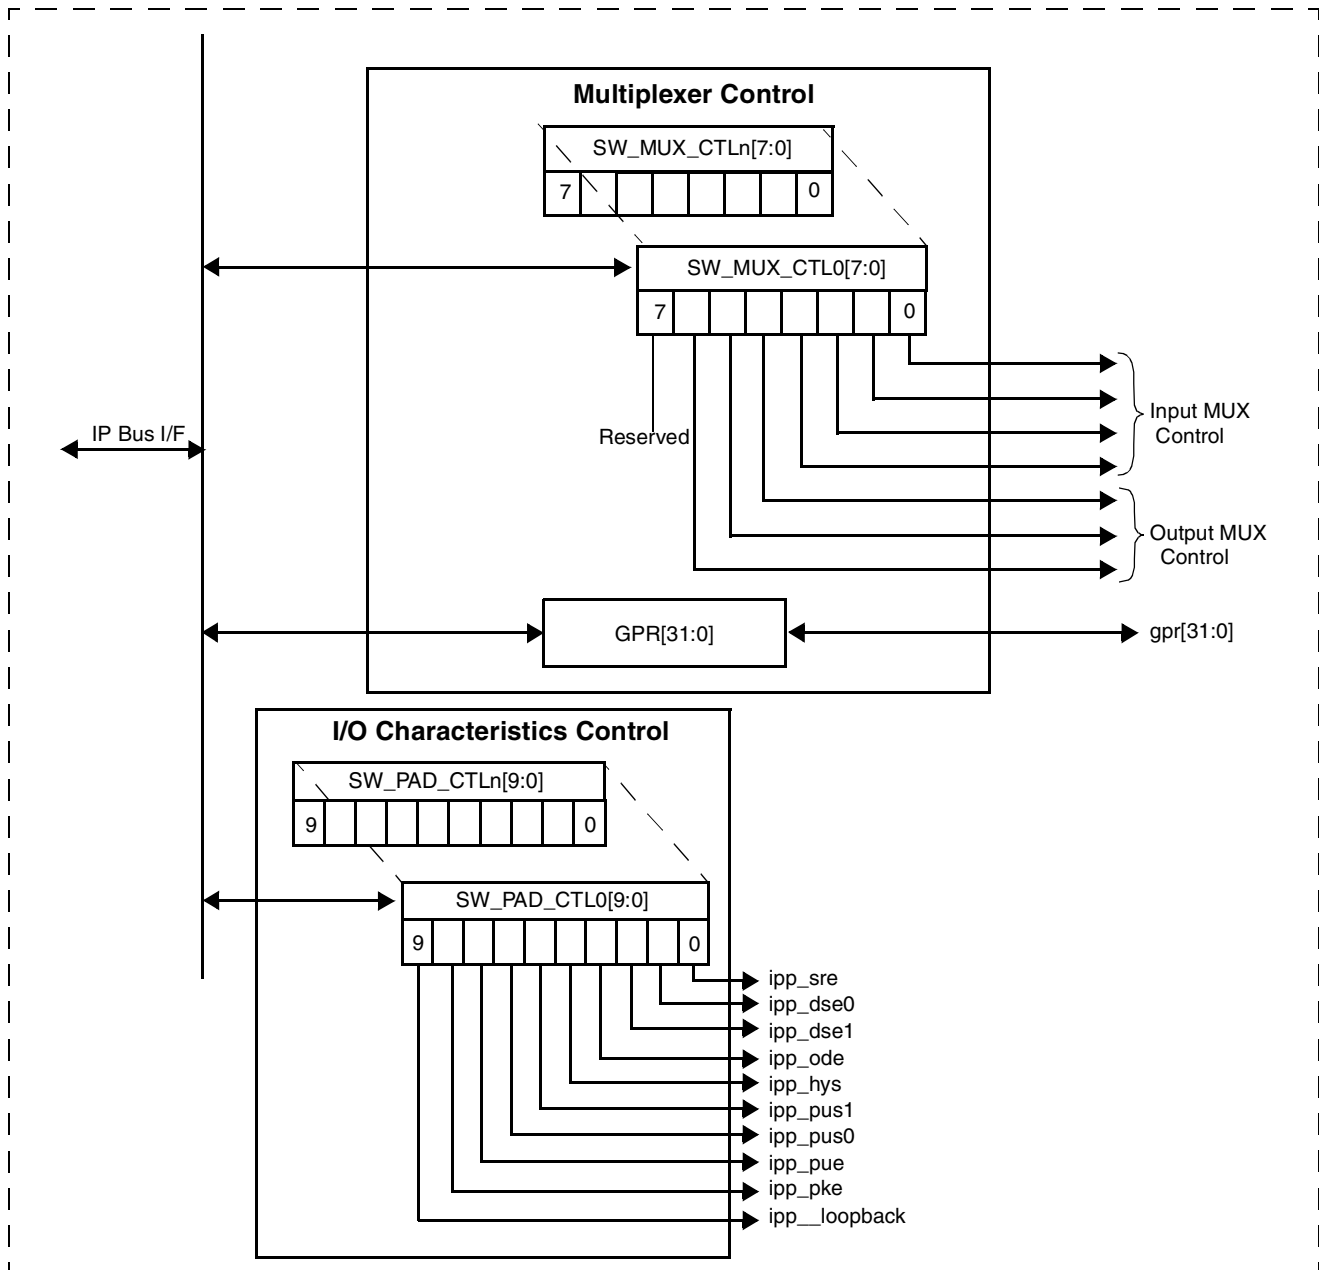 Multiplexer Control
SW_MUX_CTLn[7:0]
7 0
SW_MUX_CTL0[7:0]
7 0
Reserved
Input MUX
Control
Output MUX
Control
IP Bus I/F
GPR[31:0]
gpr[31:0]
I/O Characteristics Control
SW_PAD_CTLn[9:0]
9 0
SW_PAD_CTL0[9:0]
9 0
ipp_sre
ipp_dse0
ipp_dse1
ipp_ode
ipp_hys
ipp_pus1
ipp_pus0
ipp_pue
ipp_pke
ipp__loopback